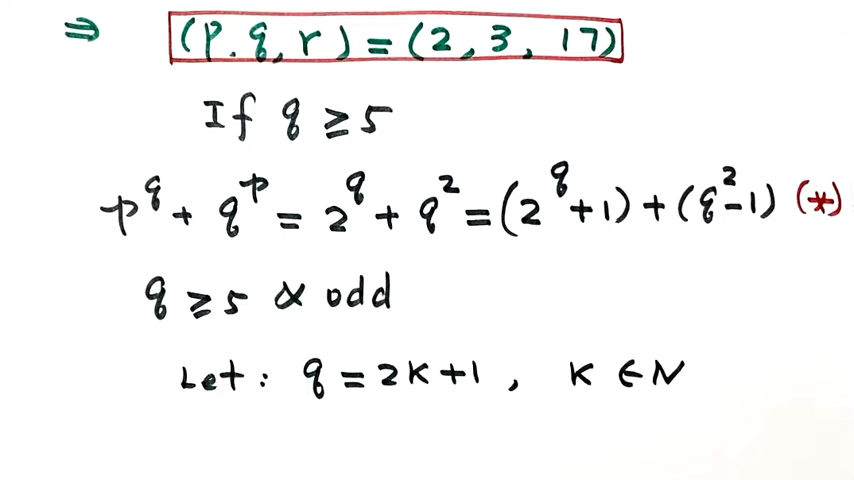 ⇒ (p, q, r) = (2, 3, 17)
If q ≥ 5
p^q + q^p = 2^q + q^2 = (2^q + 1) + (q^2 - 1) (*)
q ≥ 5 & odd
Let: q = 2K + 1, K ∈ N